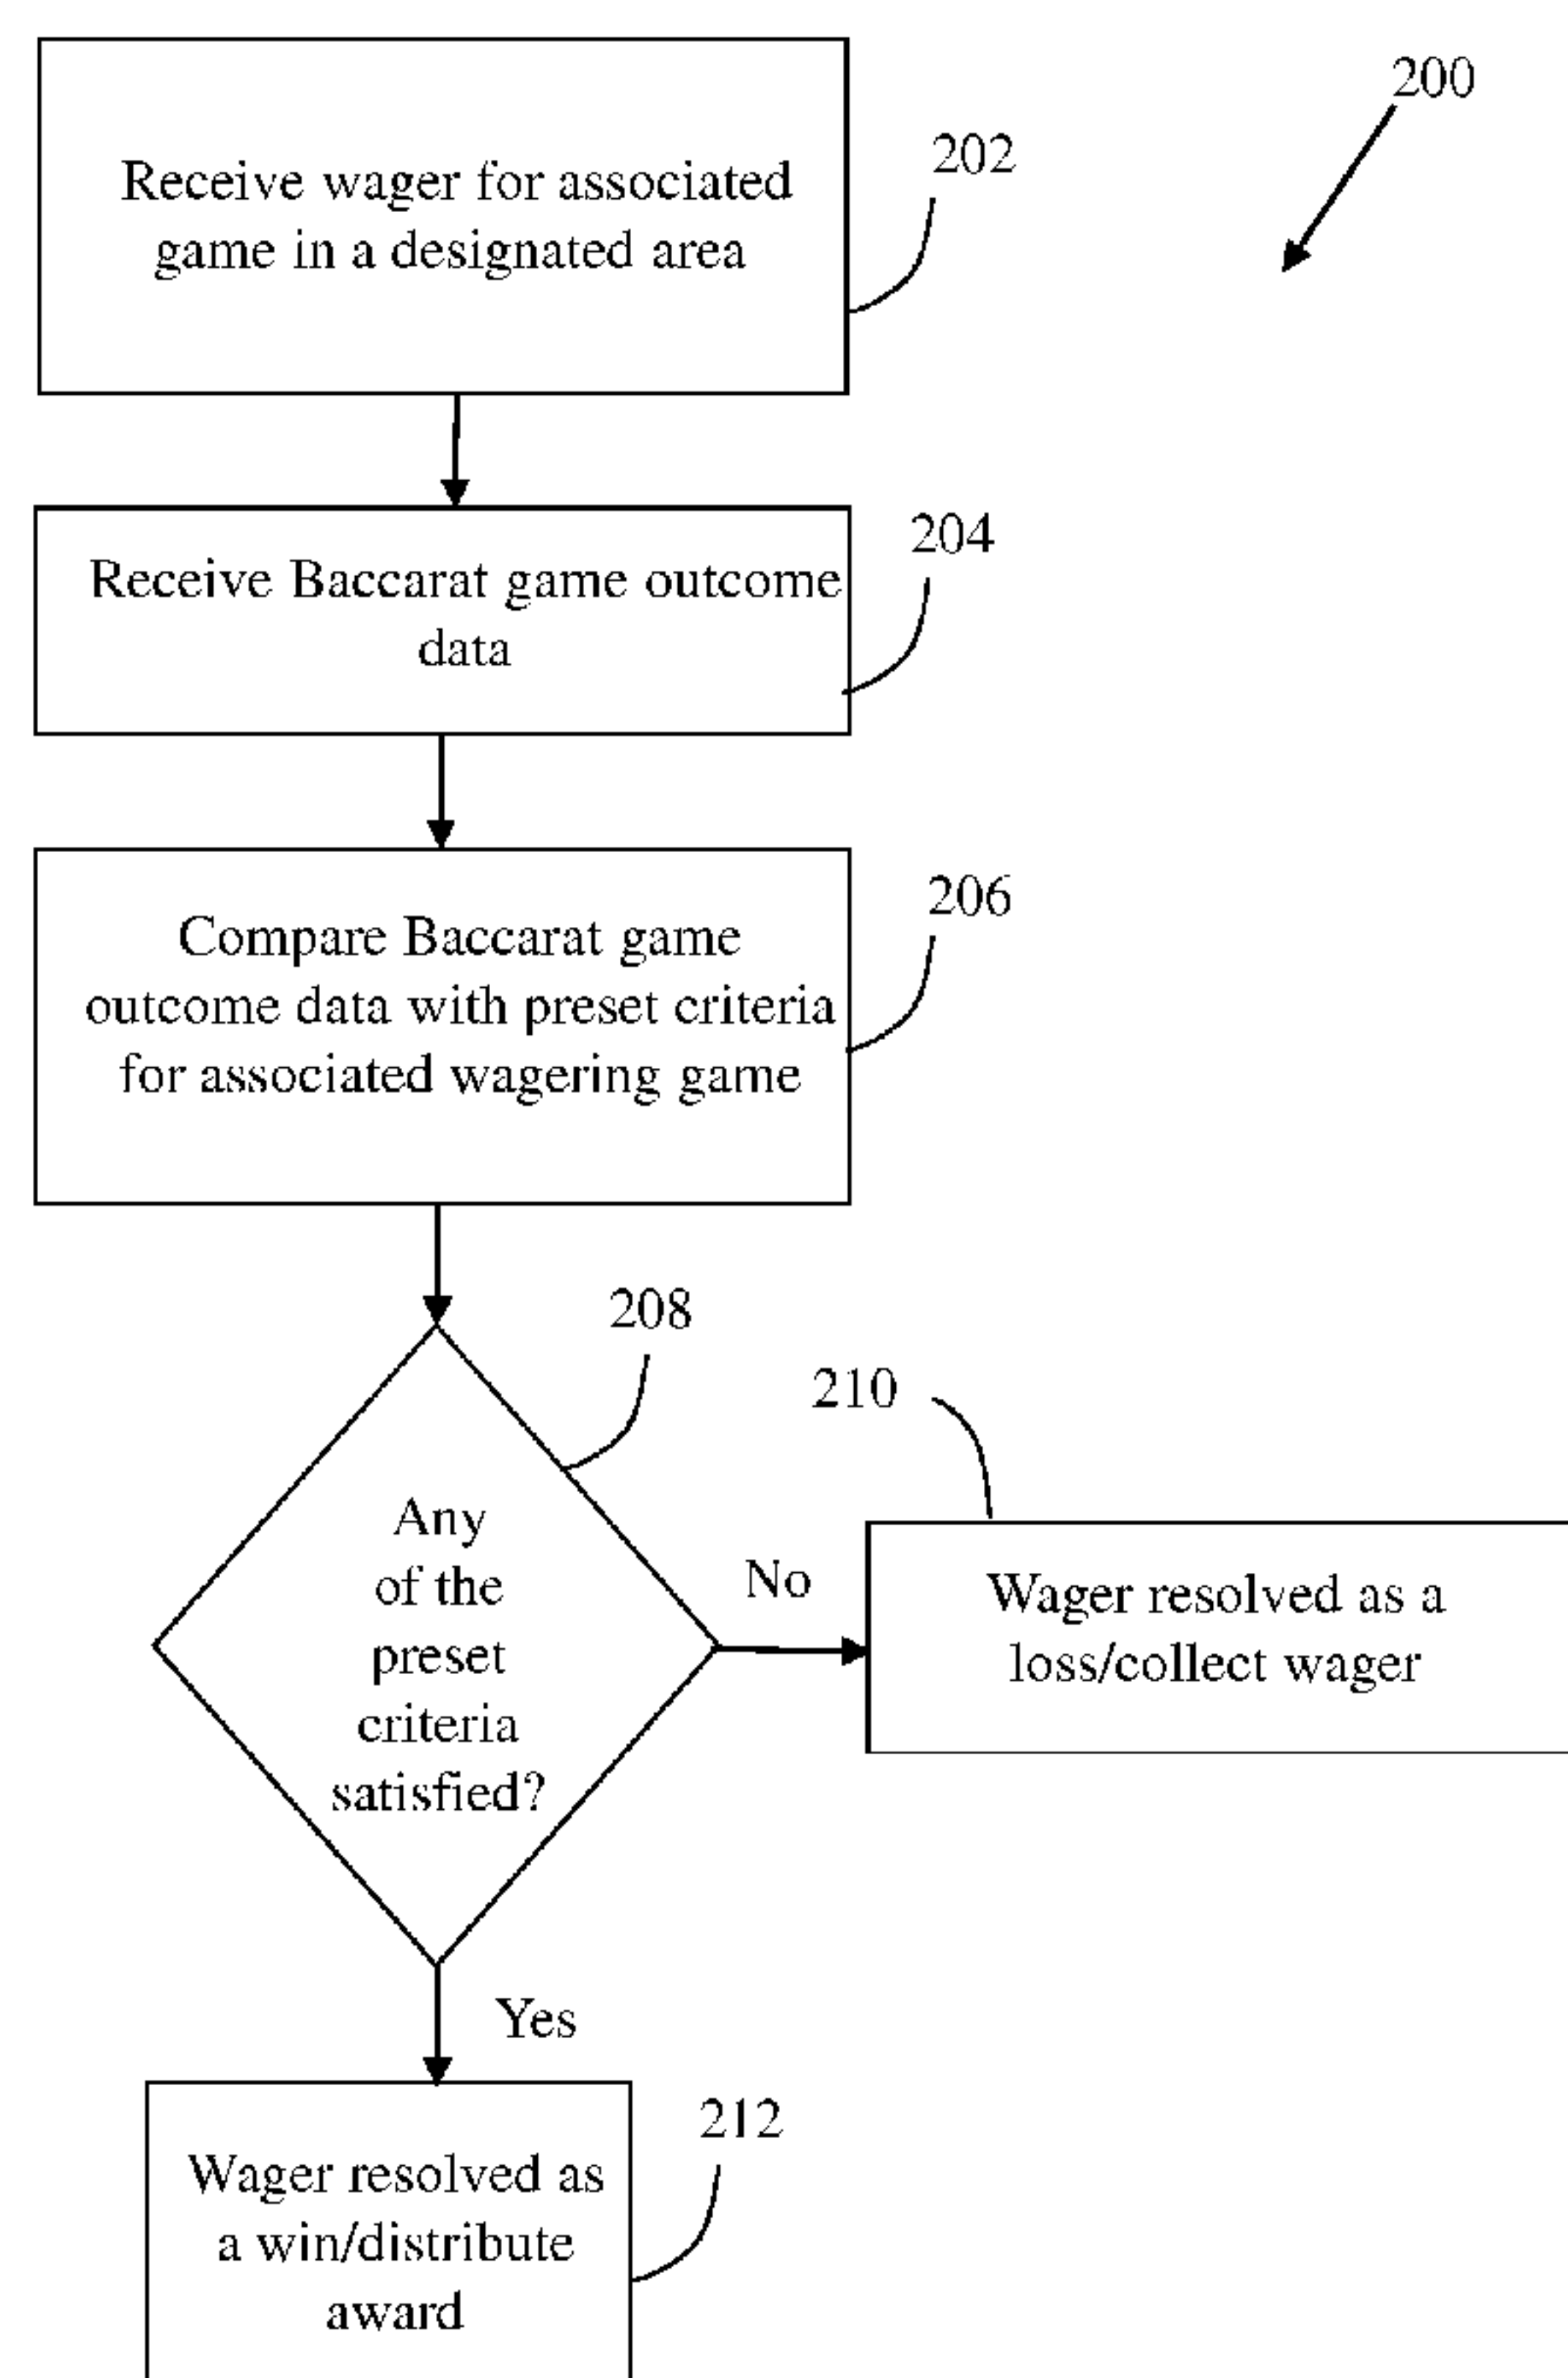 200
202
Receive wager for associated
game in a designated area
204
Receive Baccarat game outcome
data
206
Compare Baccarat game
outcome data with preset criteria
for associated wagering game
208
Any
of the
preset
criteria
satisfied?
No
210
Wager resolved as a
loss/collect wager
Yes
212
Wager resolved as
a win/distribute
award